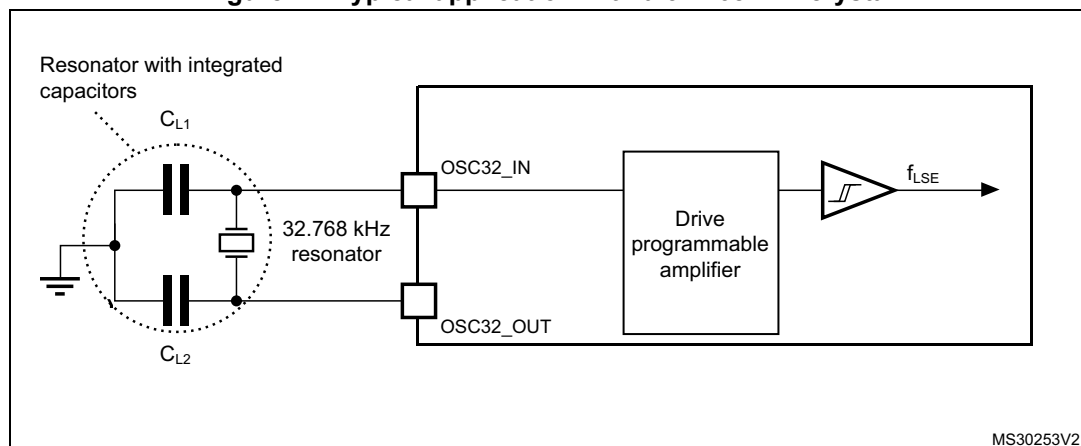 Resonator with integrated
capacitors
CL1
OSC32_IN
fLSE
32.768 kHz
resonator
Drive
programmable
amplifier
OSC32_OUT
CL2
MS30253V2